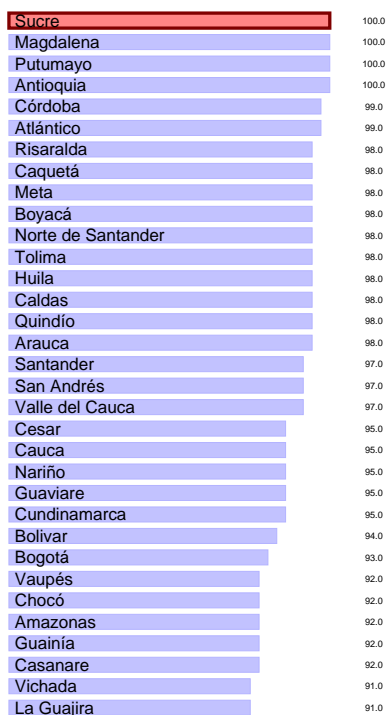 Sucre 100.0
Magdalena 100.0
Putumayo 100.0
Antioquia 100.0
Córdoba 99.0
Atlántico 99.0
Risaralda 98.0
Caquetá 98.0
Meta 98.0
Boyacá 98.0
Norte de Santander 98.0
Tolima 98.0
Huila 98.0
Caldas 98.0
Quindío 98.0
Arauca 98.0
Santander 97.0
San Andrés 97.0
Valle del Cauca 97.0
Cesar 95.0
Cauca 95.0
Nariño 95.0
Guaviare 95.0
Cundinamarca 95.0
Bolivar 94.0
Bogotá 93.0
Vaupés 92.0
Chocó 92.0
Amazonas 92.0
Guainía 92.0
Casanare 92.0
Vichada 91.0
La Guajira 91.0